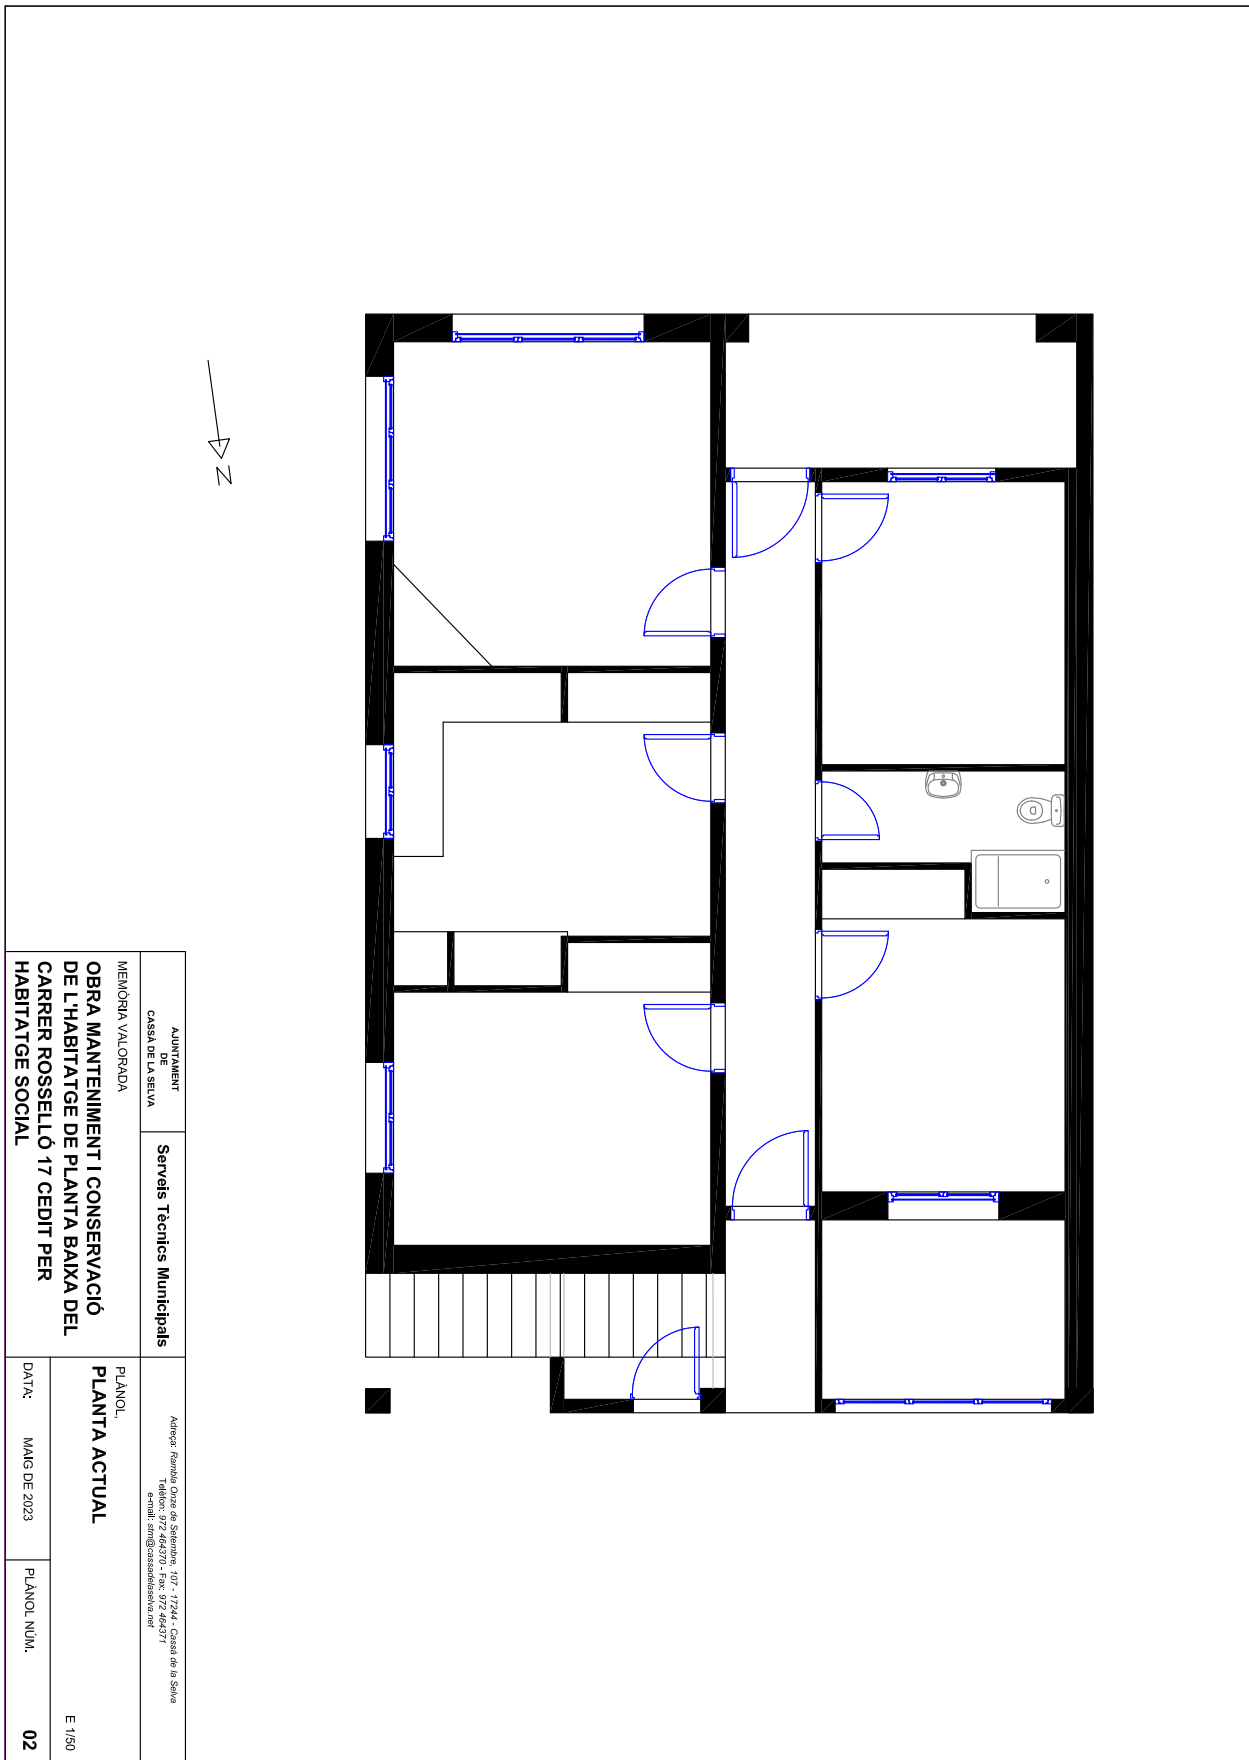 N
AJUNTAMENT
DE
CASSÀ DE LA SELVA
Serveis Tècnics Municipals
Adreça: Rambla Onze de Setembre, 107 - 17244 - Cassà de la Selva
Telèfon: 972 464370 - Fax: 972 464371
e-mail: stm@cassadelaselva.net
MEMÒRIA VALORADA
OBRA MANTENIMENT I CONSERVACIÓ
DE L'HABITATGE DE PLANTA BAIXA DEL
CARRER ROSSELLÓ 17 CEDIT PER
HABITATGE SOCIAL
PLÀNOL,
PLANTA ACTUAL
E 1/50
DATA: MAIG DE 2023
PLÀNOL NÚM. 02